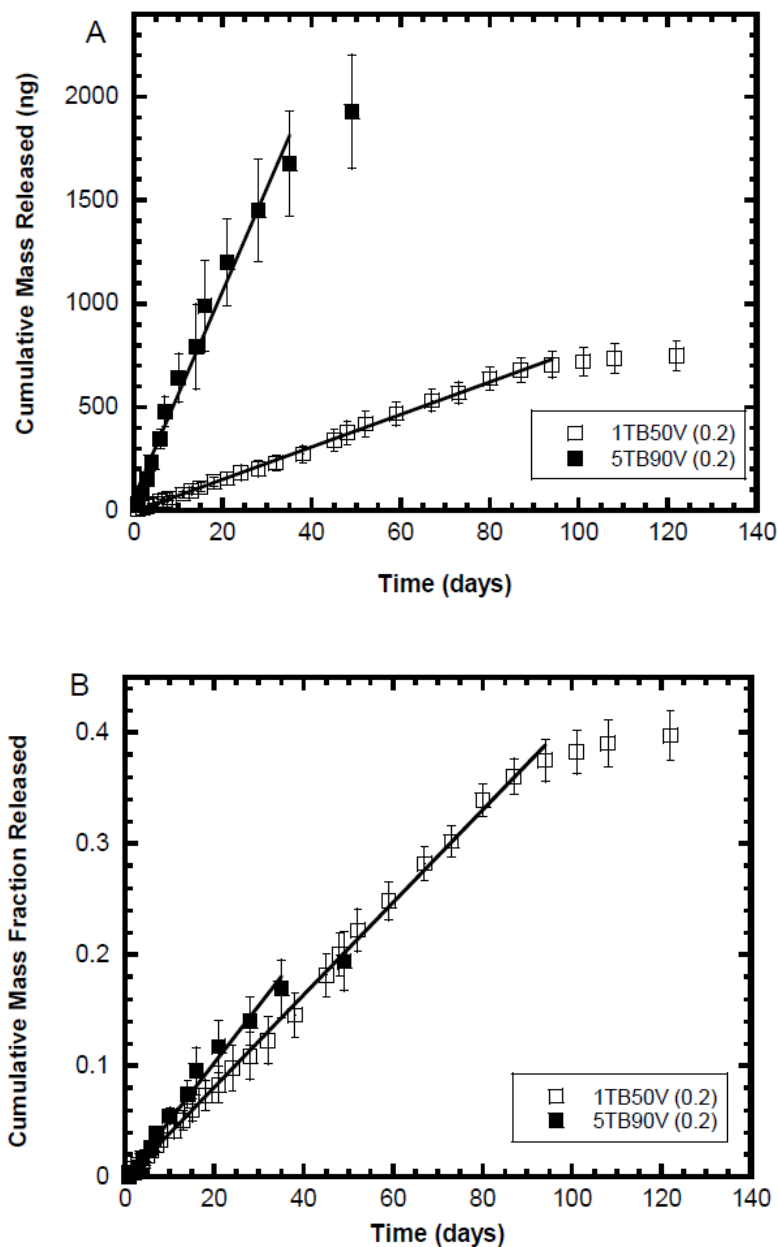 A
Cumulative Mass Released (ng)
2000
1500
1000
500
0
1TB50V (0.2)
5TB90V (0.2)
0 20 40 60 80 100 120 140
Time (days)
B
Cumulative Mass Fraction Released
0.4
0.3
0.2
0.1
0
1TB50V (0.2)
5TB90V (0.2)
0 20 40 60 80 100 120 140
Time (days)